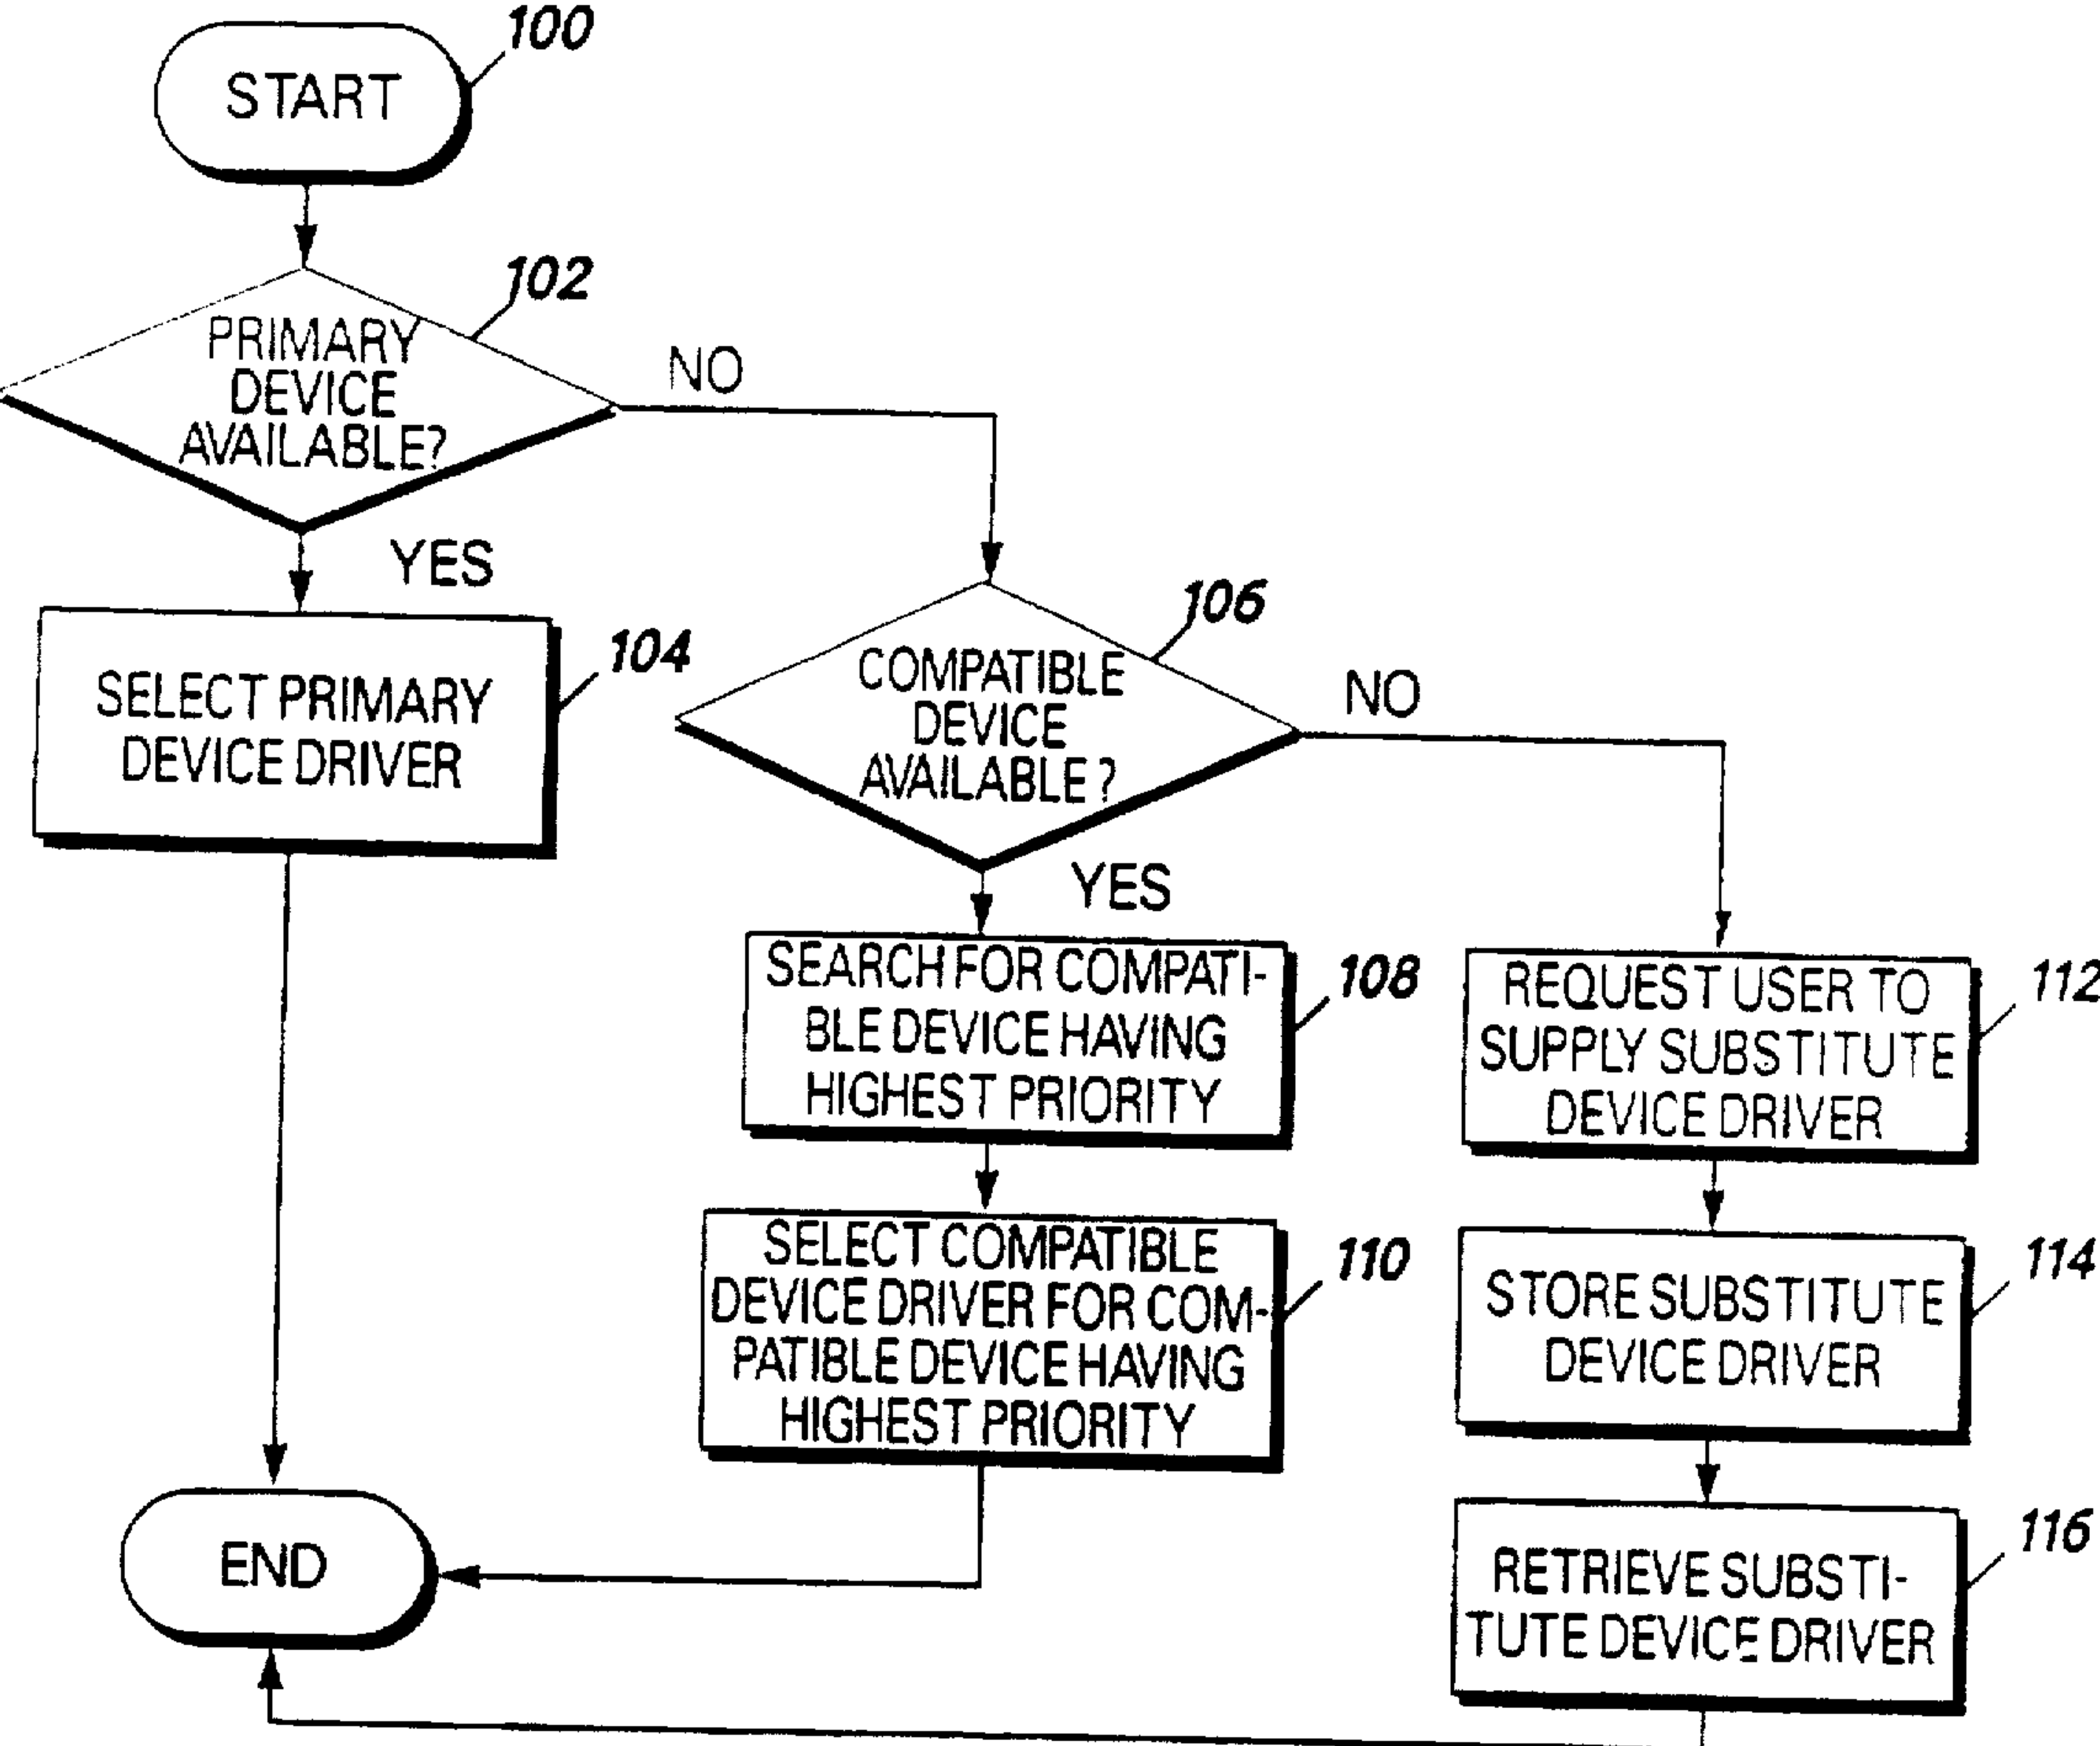 100
START
102
PRIMARY
DEVICE
AVAILABLE?
NO
YES
104
SELECT PRIMARY
DEVICE DRIVER
106
COMPATIBLE
DEVICE
AVAILABLE?
NO
YES
108
SEARCH FOR COMPATI-
BLE DEVICE HAVING
HIGHEST PRIORITY
112
REQUEST USER TO
SUPPLY SUBSTITUTE
DEVICE DRIVER
110
SELECT COMPATIBLE
DEVICE DRIVER FOR COM-
PATIBLE DEVICE HAVING
HIGHEST PRIORITY
114
STORE SUBSTITUTE
DEVICE DRIVER
END
116
RETRIEVE SUBSTI-
TUTE DEVICE DRIVER